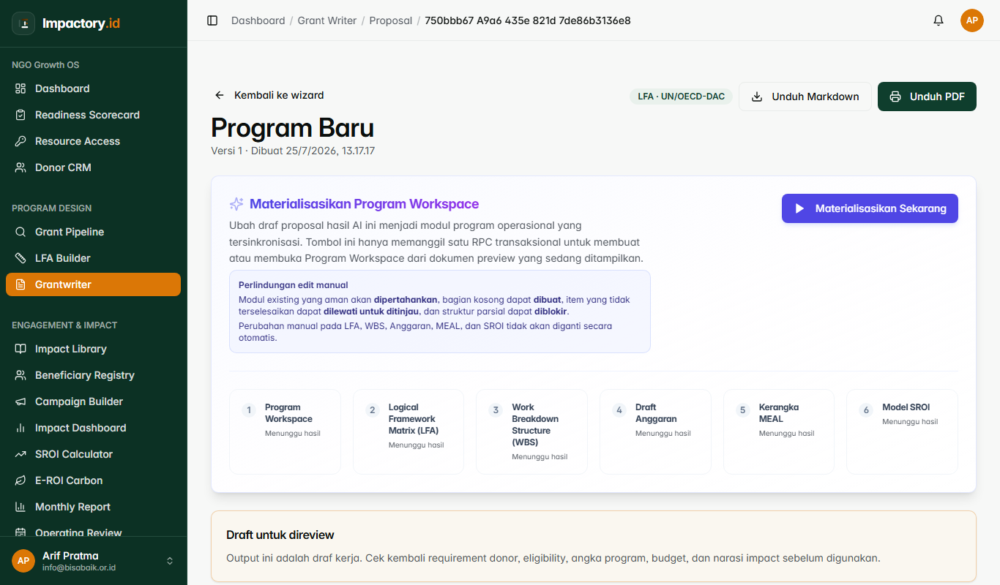 Impactory.id
NGO Growth OS
Dashboard
Readiness Scorecard
Resource Access
Donor CRM
PROGRAM DESIGN
Grant Pipeline
LFA Builder
Grantwriter
ENGAGEMENT & IMPACT
Impact Library
Beneficiary Registry
Campaign Builder
Impact Dashboard
SROI Calculator
E-ROI Carbon
Monthly Report
Operating Review
AP
Arif Pratma
info@bisabaik.or.id
Dashboard / Grant Writer / Proposal / 750bbb67 A9a6 435e 821d 7de86b3136e8
AP
Kembali ke wizard
LFA · UN/OECD-DAC
Unduh Markdown
Unduh PDF
Program Baru
Versi 1 · Dibuat 25/7/2026, 13.17.17
Materialisasikan Program Workspace
Materialisasikan Sekarang
Ubah draf proposal hasil AI ini menjadi modul program operasional yang
tersinkronisasi. Tombol ini hanya memanggil satu RPC transaksional untuk membuat
atau membuka Program Workspace dari dokumen preview yang sedang ditampilkan.
Perlindungan edit manual
Modul existing yang aman akan dipertahankan, bagian kosong dapat dibuat, item yang tidak
terselesaikan dapat dilewati untuk ditinjau, dan struktur parsial dapat diblokir.
Perubahan manual pada LFA, WBS, Anggaran, MEAL, dan SROI tidak akan diganti secara
otomatis.
1
Program
Workspace
Menunggu hasil
2
Logical
Framework
Matrix (LFA)
Menunggu hasil
3
Work
Breakdown
Structure
(WBS)
Menunggu hasil
4
Draft
Anggaran
Menunggu hasil
5
Kerangka
MEAL
Menunggu hasil
6
Model SROI
Menunggu hasil
Draft untuk direview
Output ini adalah draf kerja. Cek kembali requirement donor, eligibility, angka program, budget, dan narasi impact sebelum digunakan.